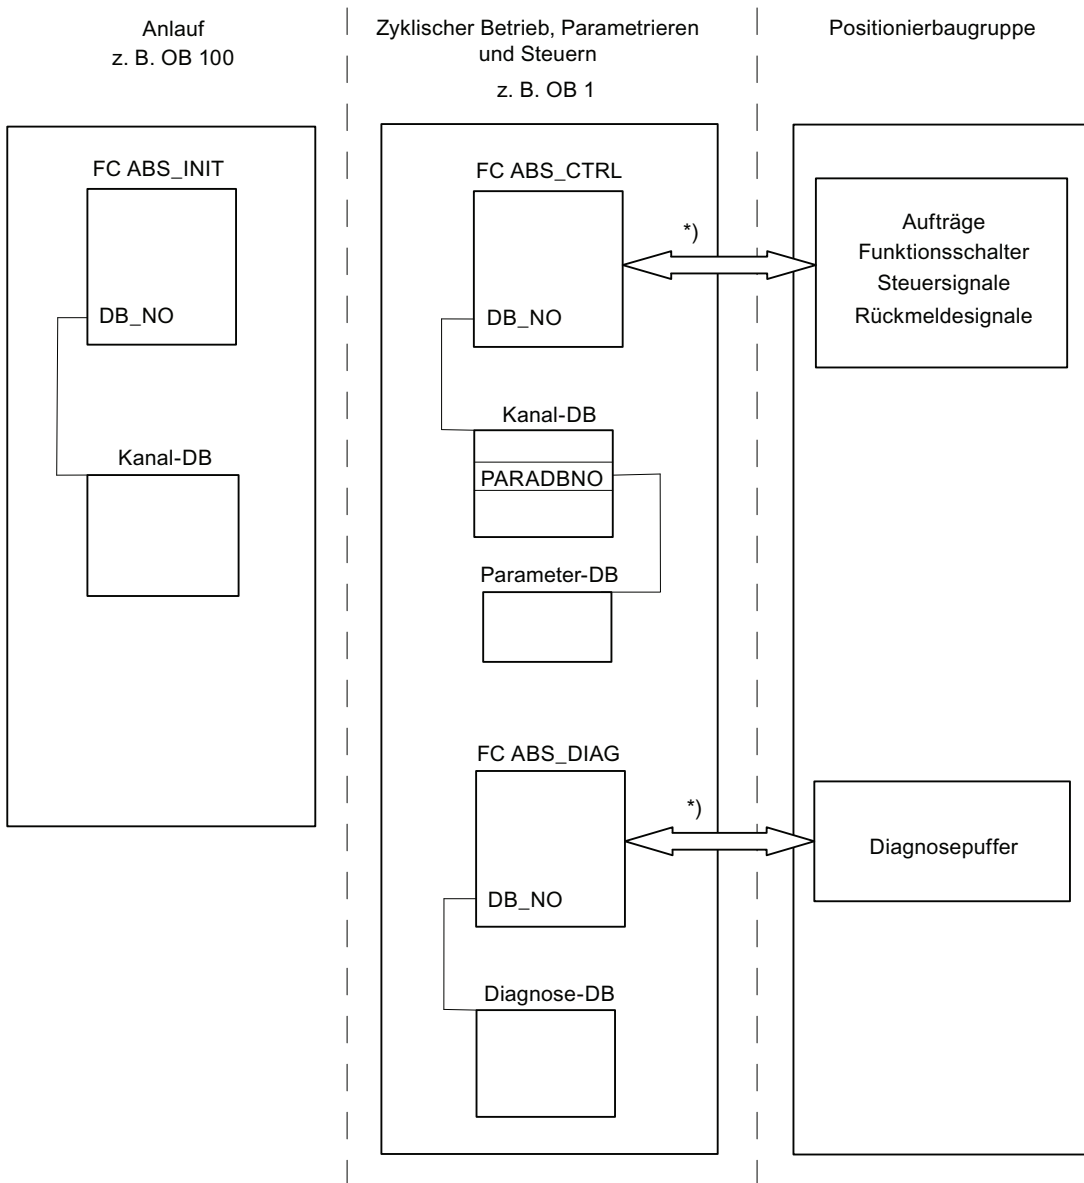 Anlauf
z. B. OB 100
FC ABS_INIT
DB_NO
Kanal-DB
Zyklischer Betrieb, Parametrieren
und Steuern
z. B. OB 1
FC ABS_CTRL
*)
DB_NO
Kanal-DB
PARADBNO
Parameter-DB
FC ABS_DIAG
*)
DB_NO
Diagnose-DB
Positionierbaugruppe
Aufträge
Funktionsschalter
Steuersignale
Rückmeldesignale
Diagnosepuffer